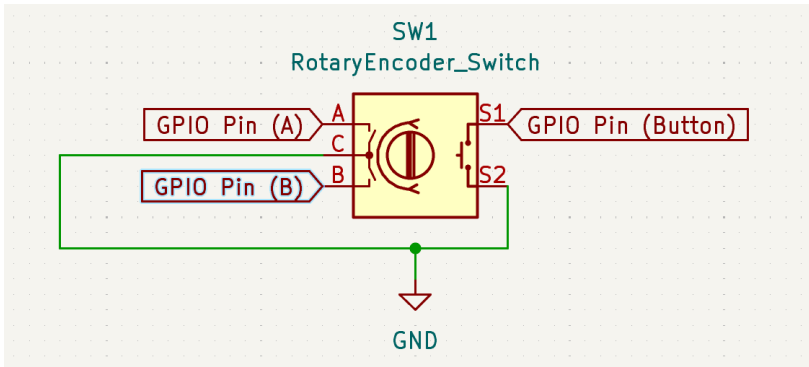 SW1
RotaryEncoder_Switch
GPIO Pin (A)
A
S1
GPIO Pin (Button)
C
GPIO Pin (B)
B
S2
GND